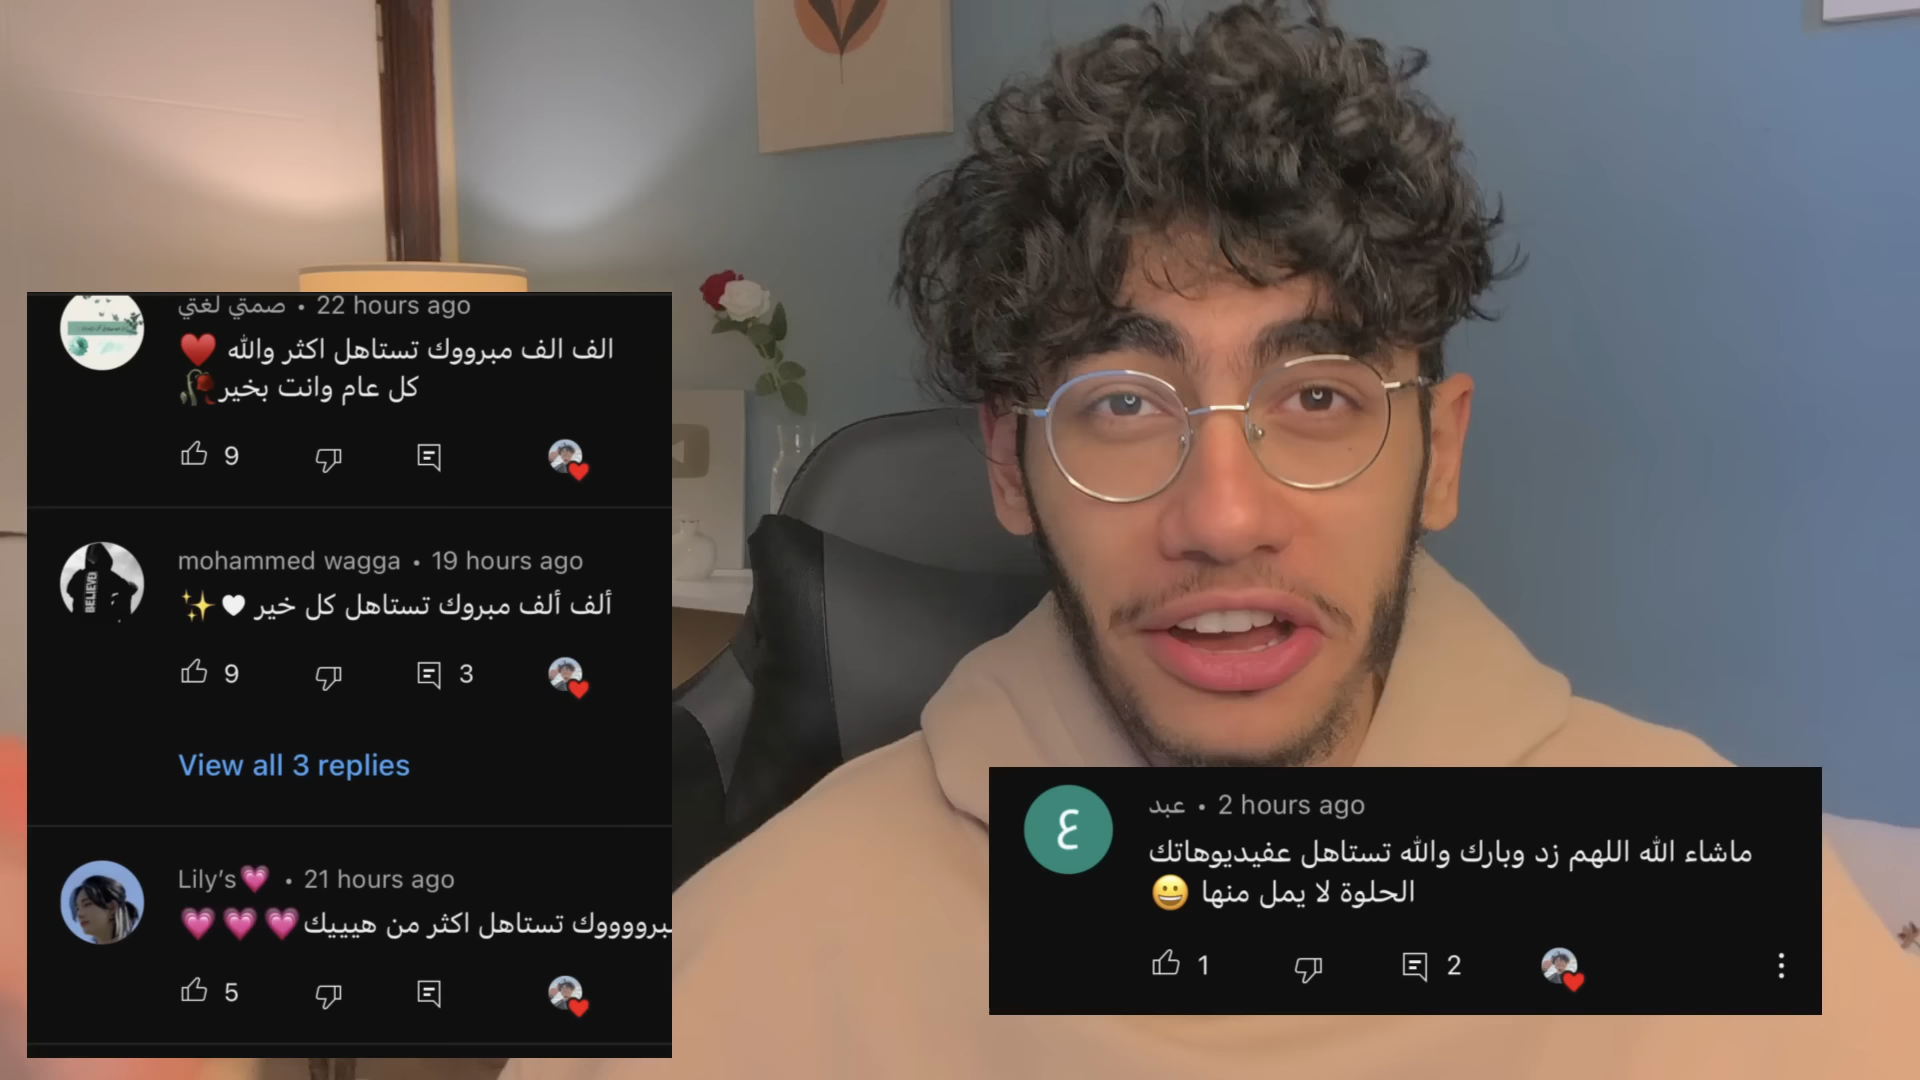 صمتي لغتي • 22 hours ago
الف الف مبرووك تستاهل اكثر والله ❤️
كل عام وانت بخير🥀
9
mohammed wagga • 19 hours ago
ألف ألف مبروك تستاهل كل خير 🤍✨
9 3
View all 3 replies
Lily’s💗 • 21 hours ago
مبرووووك تستاهل اكثر من هيييك💗💗💗
5
BELIEVER
ع
عبد • 2 hours ago
ماشاء الله اللهم زد وبارك والله تستاهل عفيديوهاتك
الحلوة لا يمل منها 😀
1 2